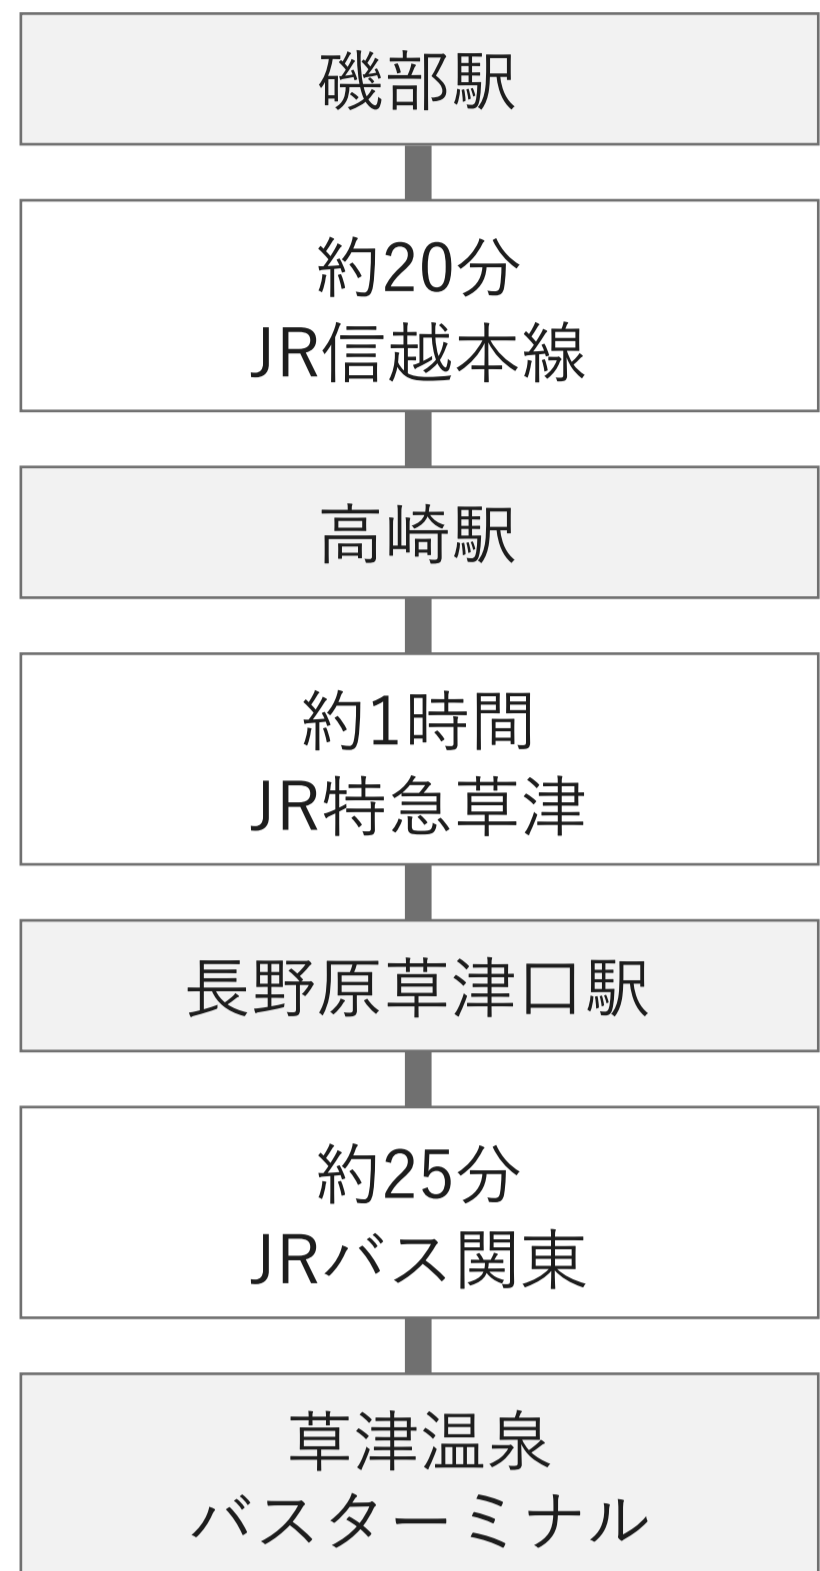 磯部駅
約20分
JR信越本線
高崎駅
約1時間
JR特急草津
長野原草津口駅
約25分
JRバス関東
草津温泉
バスターミナル